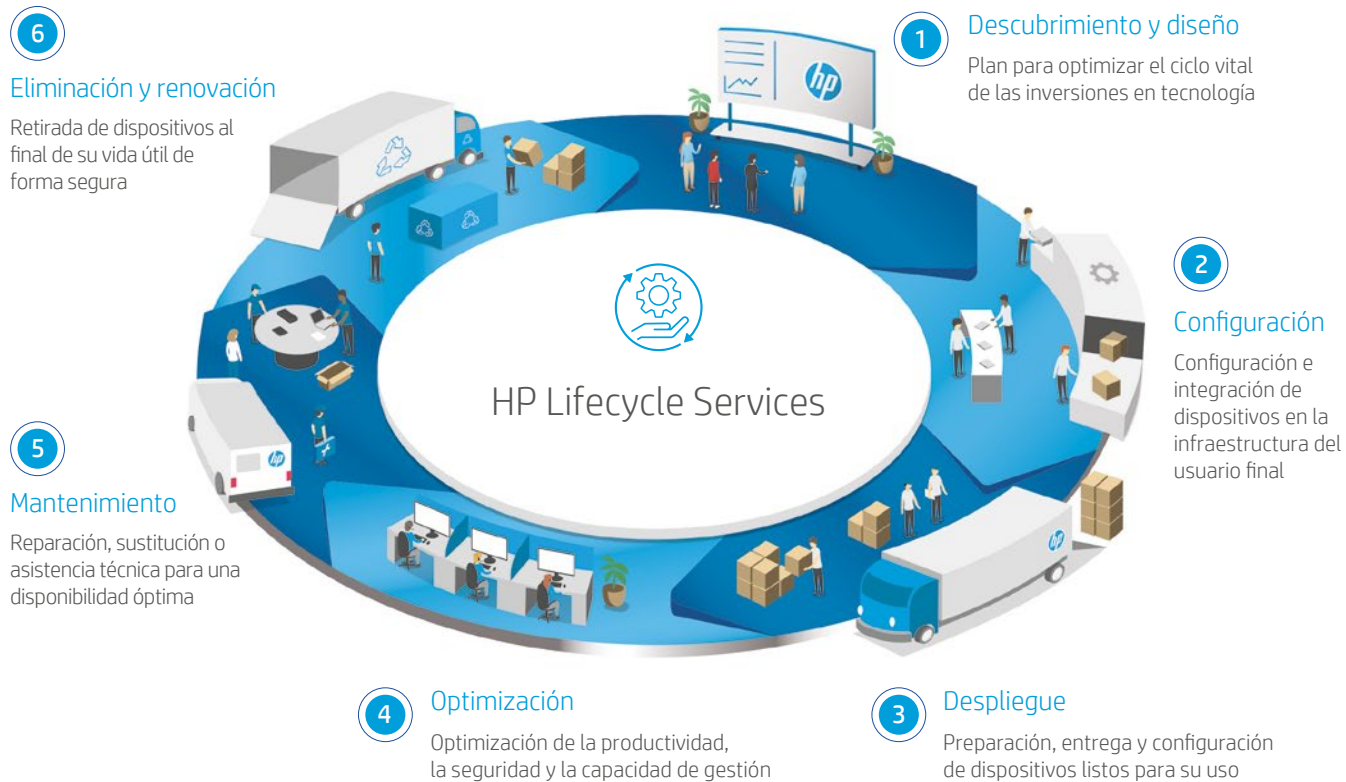 1
Descubrimiento y diseño
Plan para optimizar el ciclo vital
de las inversiones en tecnología
hp
2
Configuración
Configuración e
integración de
dispositivos en la
infraestructura del
usuario final
3
Despliegue
Preparación, entrega y configuración
de dispositivos listos para su uso
hp
4
Optimización
Optimización de la productividad,
la seguridad y la capacidad de gestión
5
Mantenimiento
Reparación, sustitución o
asistencia técnica para una
disponibilidad óptima
hp
6
Eliminación y renovación
Retirada de dispositivos al
final de su vida útil de
forma segura
HP Lifecycle Services